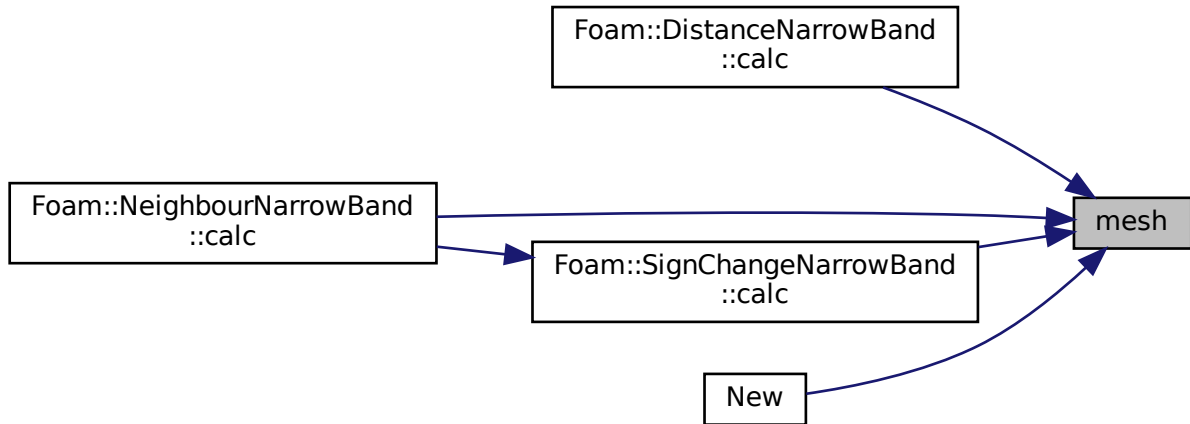 Foam::DistanceNarrowBand
::calc
Foam::NeighbourNarrowBand
::calc
mesh
Foam::SignChangeNarrowBand
::calc
New